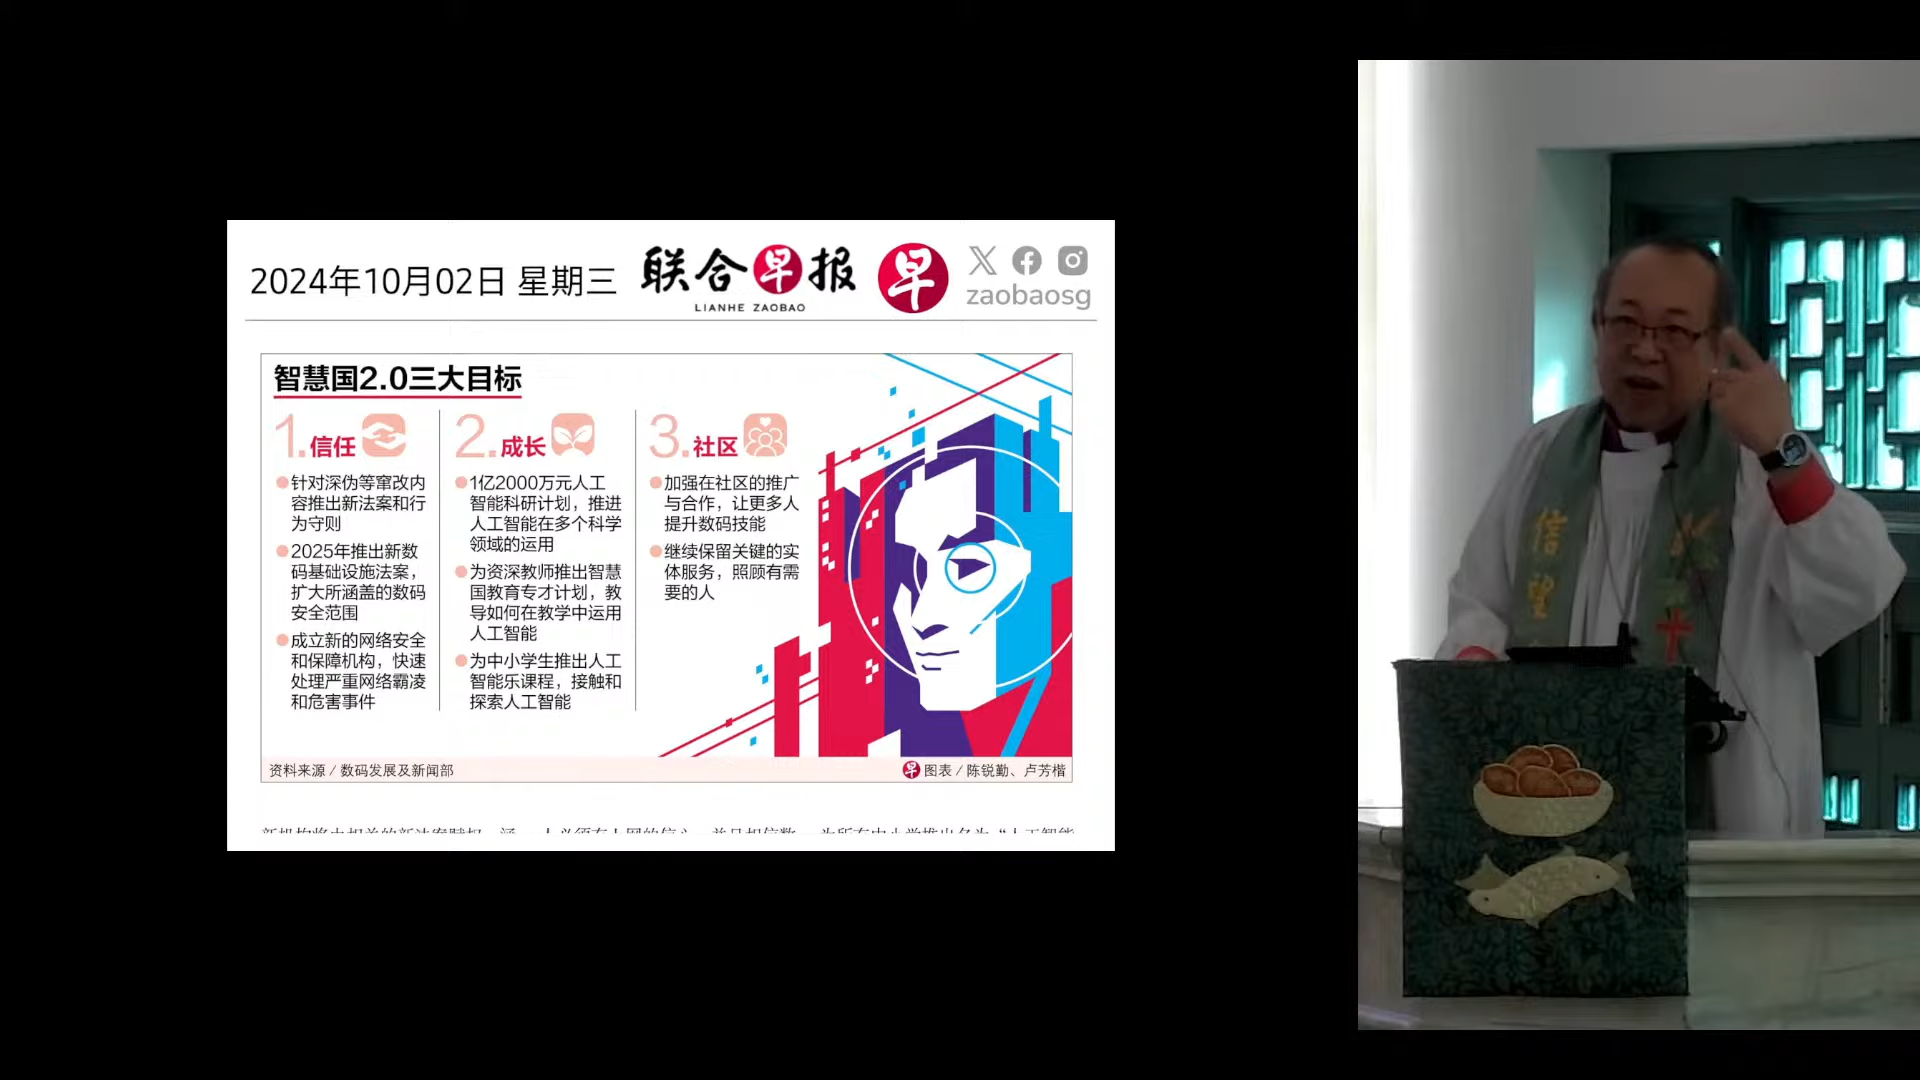 2024年10月02日 星期三
联合早报
LIANHE ZAOBAO
早
zaobaosg
智慧国2.0三大目标
1.信任
针对深伪等窜改内
容推出新法案和行
为守则
2025年推出新数
码基础设施法案，
扩大所涵盖的数码
安全范围
成立新的网络安全
和保障机构，快速
处理严重网络霸凌
和危害事件
2.成长
1亿2000万元人工
智能科研计划，推进
人工智能在多个科学
领域的运用
为资深教师推出智慧
国教育专才计划，教
导如何在教学中运用
人工智能
为中小学生推出人工
智能乐课程，接触和
探索人工智能
3.社区
加强在社区的推广
与合作，让更多人
提升数码技能
继续保留关键的实
体服务，照顾有需
要的人
资料来源／数码发展及新闻部
早 图表／陈锐勤、卢芳楷
信
望